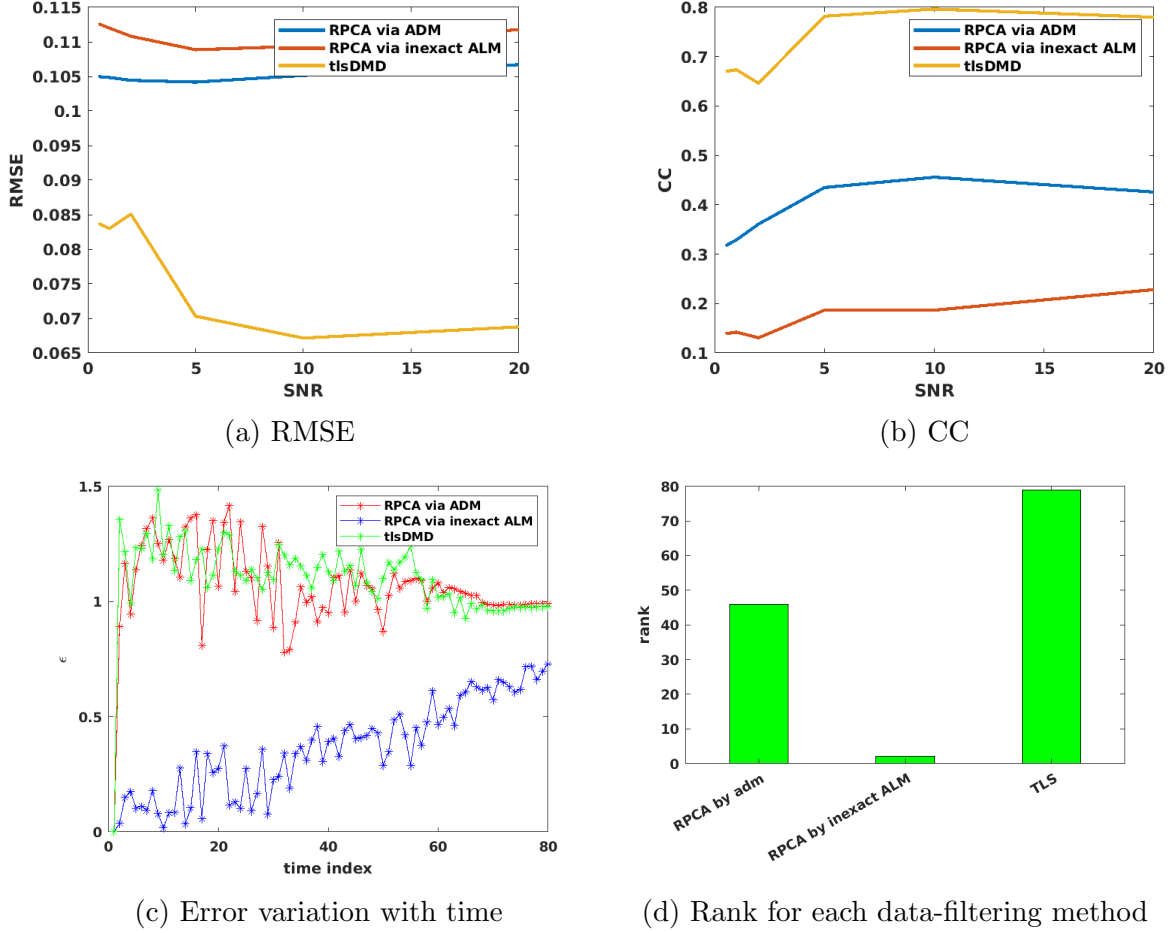 0.115
0.11
0.105
0.1
0.095
0.09
0.085
0.08
0.075
0.07
0.065
RMSE
0 5 10 15 20
SNR
RPCA via ADM
RPCA via inexact ALM
tlsDMD
(a) RMSE
0.8
0.7
0.6
0.5
0.4
0.3
0.2
0.1
CC
0 5 10 15 20
SNR
RPCA via ADM
RPCA via inexact ALM
tlsDMD
(b) CC
1.5
1
0.5
0
ϵ
0 20 40 60 80
time index
RPCA via ADM
RPCA via inexact ALM
tlsDMD
(c) Error variation with time
80
70
60
50
40
30
20
10
0
rank
RPCA by adm
RPCA by inexact ALM
TLS
(d) Rank for each data-filtering method